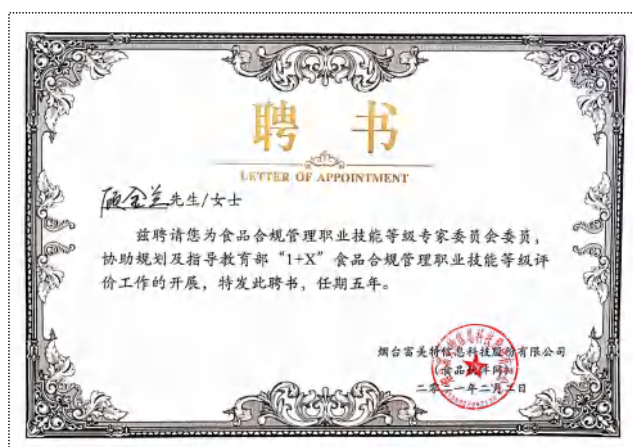 聘 书
LETTER OF APPOINTMENT
顾金兰先生/女士
兹聘请您为食品合规管理职业技能等级专家委员会委员，
协助规划及指导教育部“1+X”食品合规管理职业技能等级评
价工作的开展，特发此聘书，任期五年。
烟台富美特信息科技股份有限公司
（食品伙伴网）
二零二一年二月